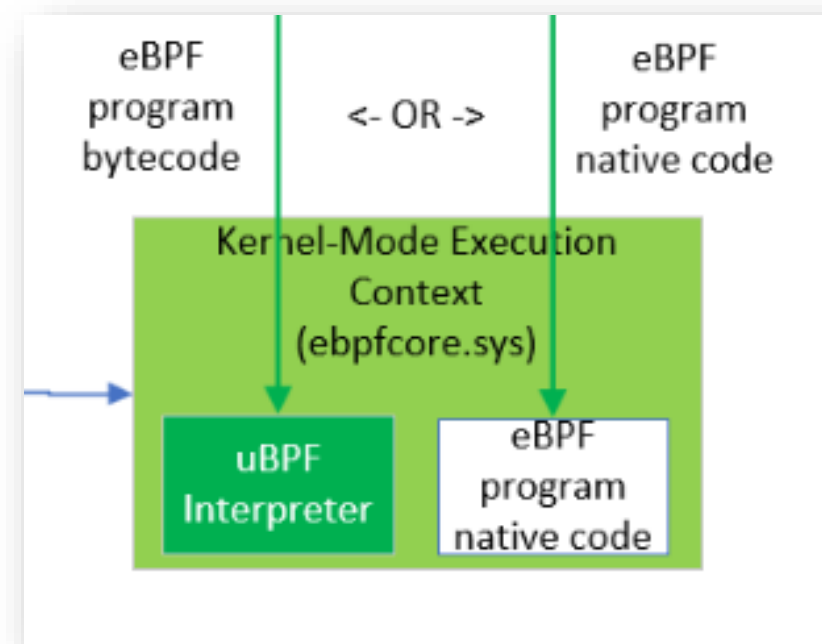 eBPF
program
bytecode
<- OR ->
eBPF
program
native code
Kernel-Mode Execution
Context
(ebpfcore.sys)
uBPF
Interpreter
eBPF
program
native code